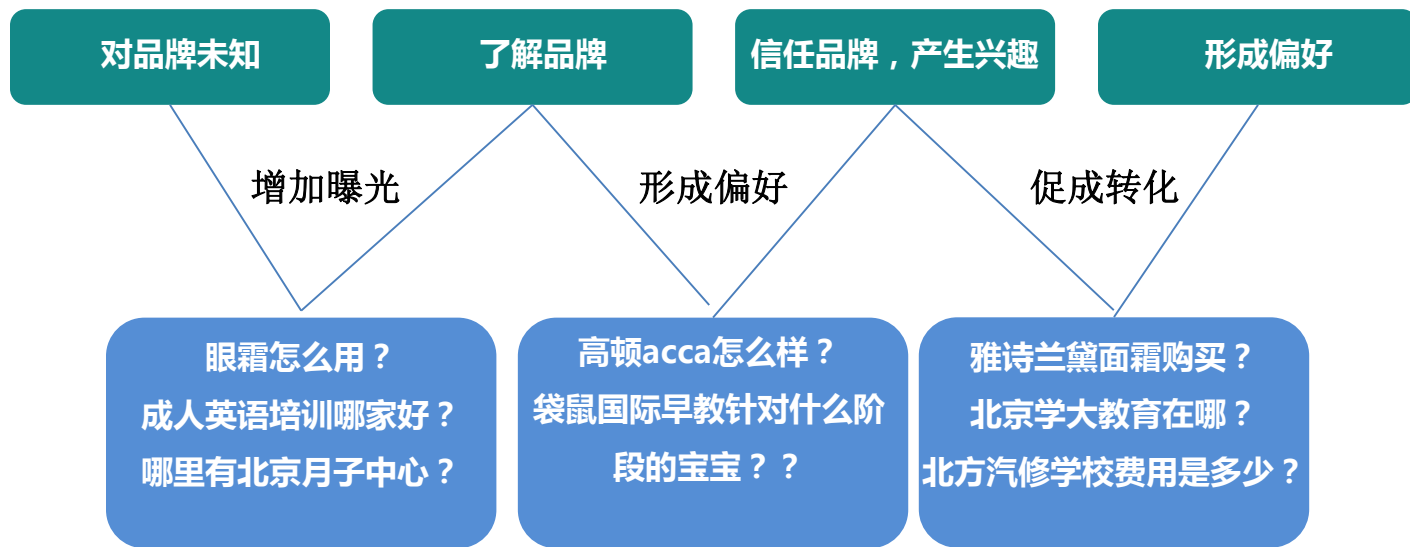 对品牌未知
了解品牌
信任品牌，产生兴趣
形成偏好
增加曝光
形成偏好
促成转化
眼霜怎么用？
成人英语培训哪家好？
哪里有北京月子中心？
高顿acca怎么样？
袋鼠国际早教针对什么阶
段的宝宝？？
雅诗兰黛面霜购买？
北京学大教育在哪？
北方汽修学校费用是多少？